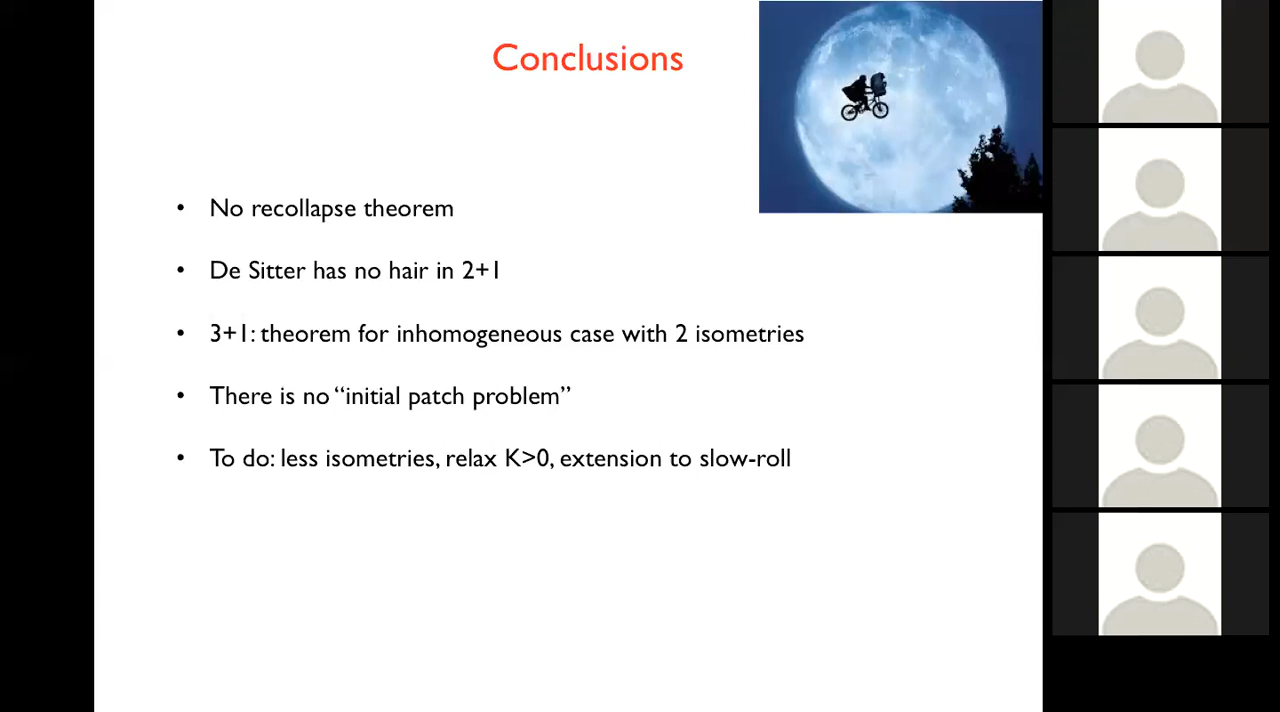 Conclusions
• No recollapse theorem
• De Sitter has no hair in 2+1
• 3+1: theorem for inhomogeneous case with 2 isometries
• There is no “initial patch problem”
• To do: less isometries, relax K>0, extension to slow-roll